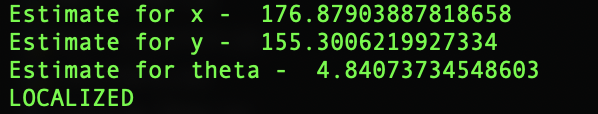 Estimate for x -  176.87903887818658
Estimate for y -  155.3006219927334
Estimate for theta -  4.84073734548603
LOCALIZED